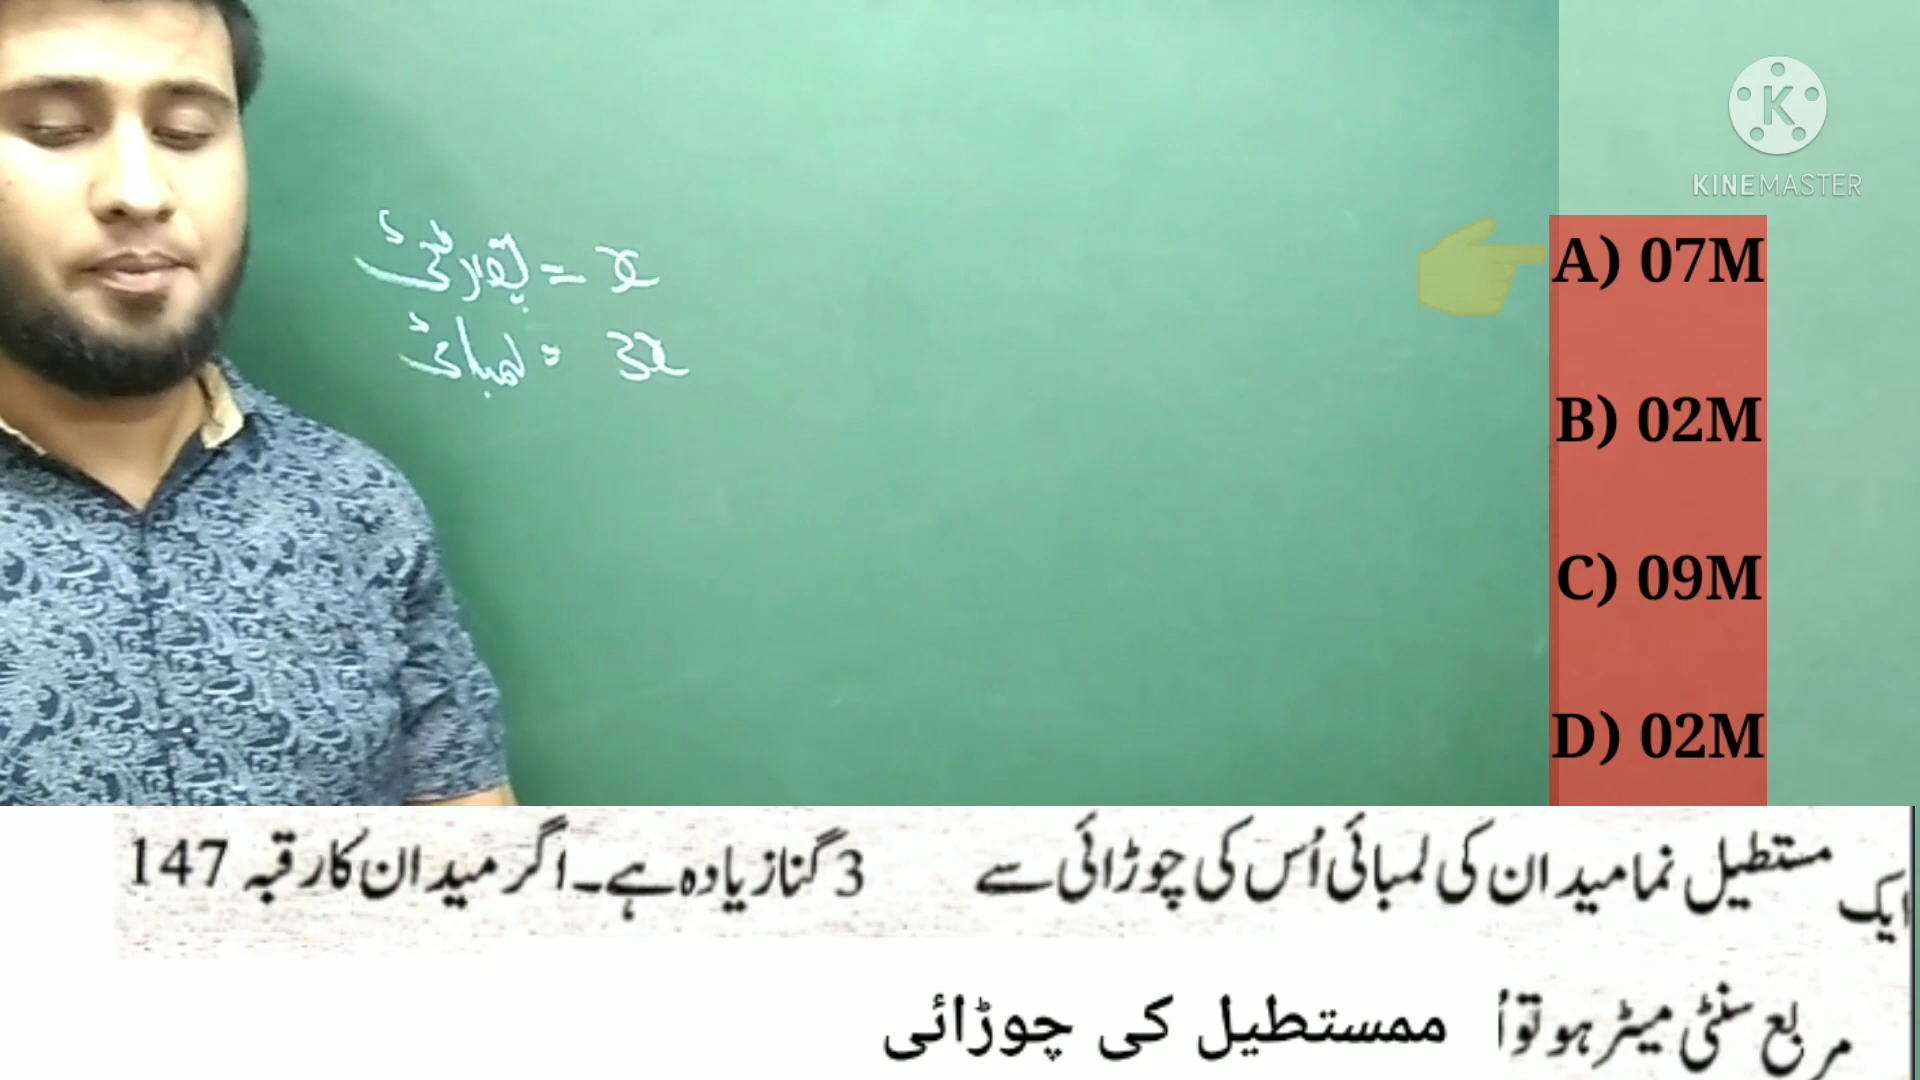 چوڑائی = x
لمبائی = 3x
KINEMASTER
A) 07M
B) 02M
C) 09M
D) 02M
ایک مستطیل نما میدان کی لمبائی اُس کی چوڑائی سے 3 گنا زیادہ ہے۔ اگر میدان کا رقبہ 147
مربع سنٹی میٹر ہو تو اُ ممستطیل کی چوڑائی